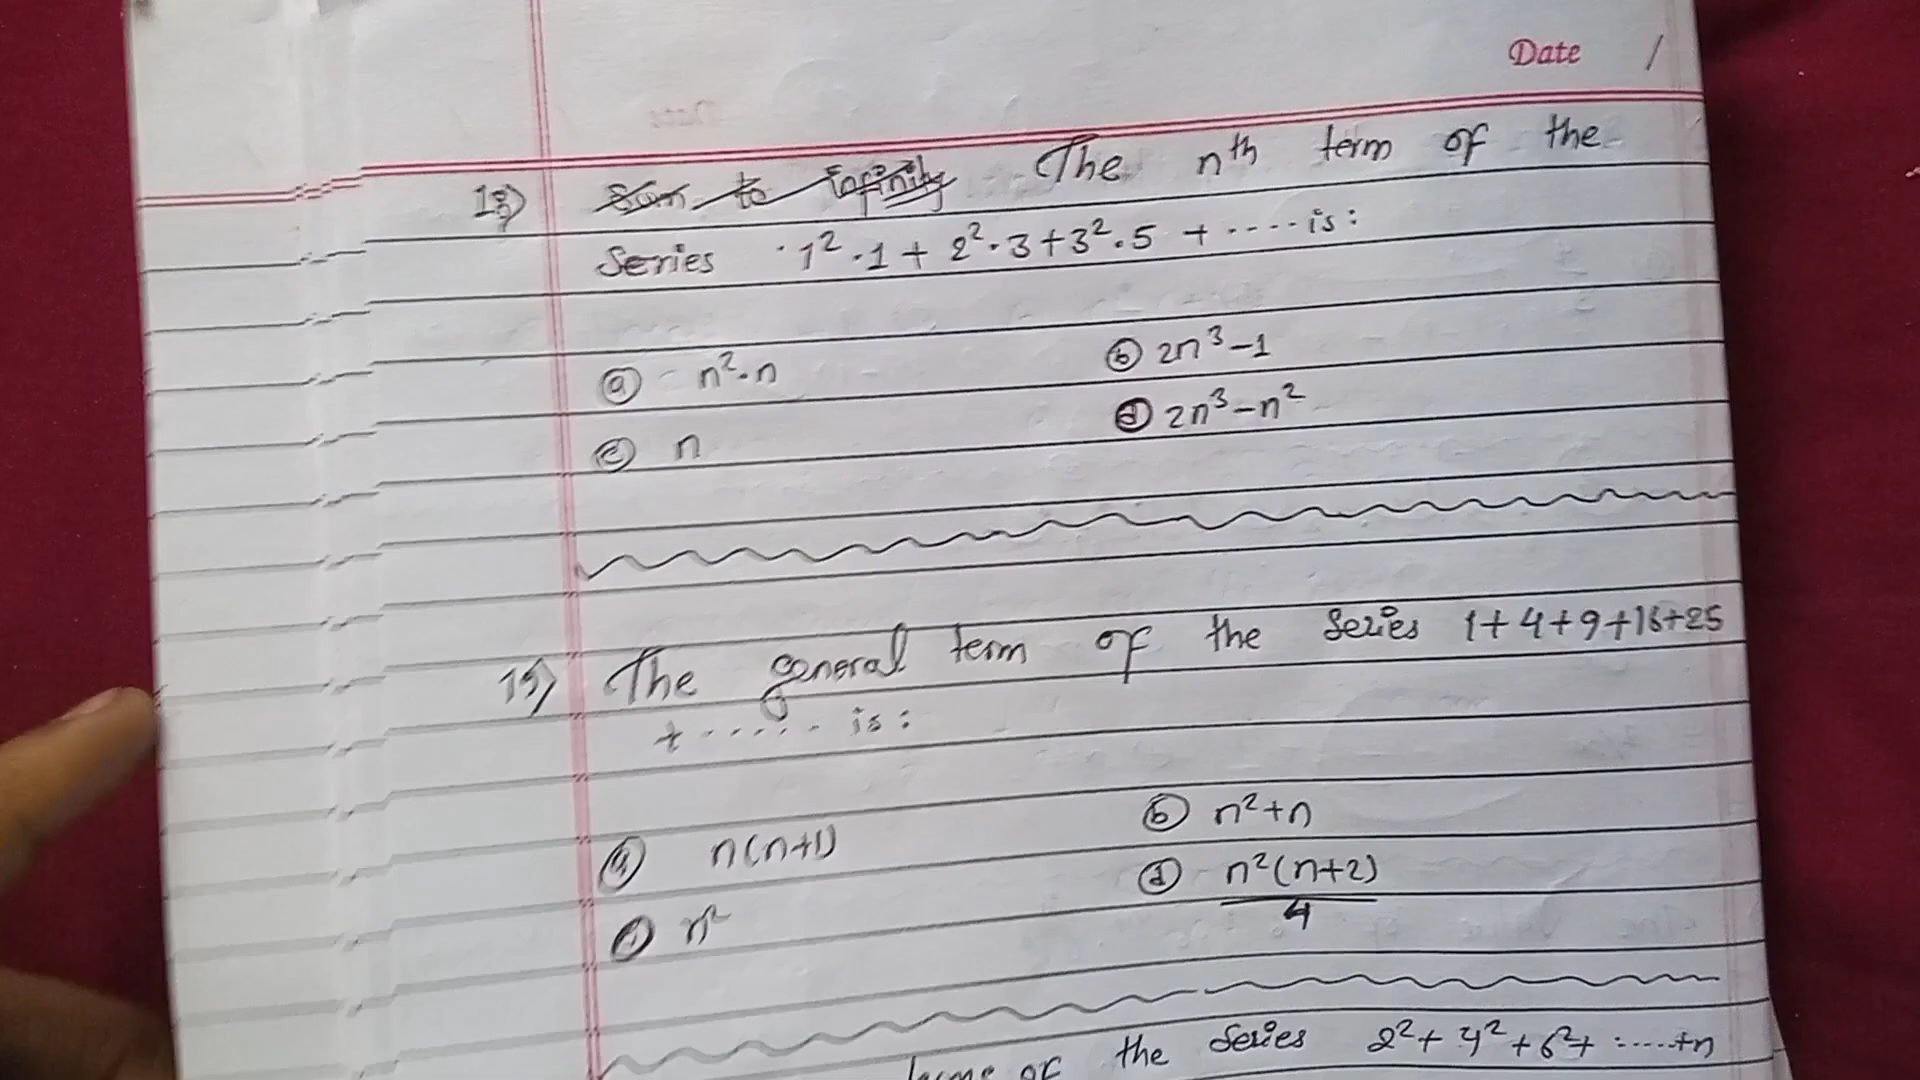 Date /
13) Sum to Infinity The nth term of the
Series 1².1 + 2².3 + 3².5 + ..... is :
ⓐ n².n ⓑ 2n³-1
ⓒ n ⓓ 2n³-n²
15) The general term of the Series 1+4+9+16+25
+ ...... is :
ⓐ n(n+1) ⓑ n²+n
ⓒ n² ⓓ n²(n+2)/4
of the Series 2²+ 4² + 6²+ .....+n